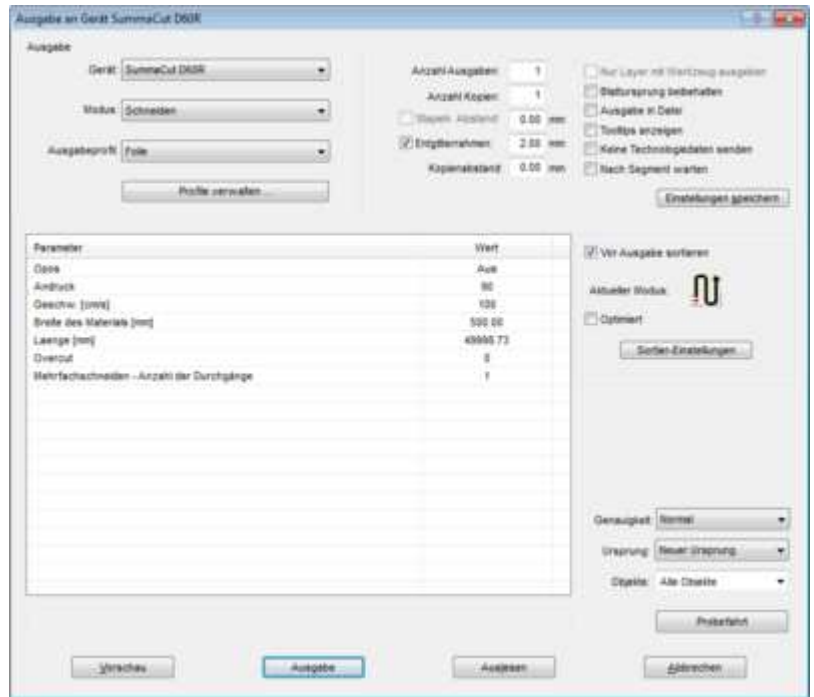 Ausgabe an Gerät SummaCut D60R
Ausgabe
Gerät: SummaCut D60R
Modus: Schneiden
Ausgabeprofil: Folie
Profile verwalten ...
Anzahl Ausgaben: 1
Anzahl Kopien: 1
Stapeln, Abstand: 0.00 mm
Entgitterrahmen: 2.00 mm
Kopienabstand: 0.00 mm
Nur Layer mit Werkzeug ausgeben
Blattursprung beibehalten
Ausgabe in Datei
Tooltips anzeigen
Keine Technologiedaten senden
Nach Segment warten
Einstellungen speichern
Parameter Wert
Opos Aus
Andruck 90
Geschw. [cm/s] 100
Breite des Materials [mm] 500.00
Laenge [mm]
Overcut 0
Mehrfachschneiden - Anzahl der Durchgänge 1
Vor Ausgabe sortieren
Aktueller Modus:
Optimiert
Sortier-Einstellungen...
Genauigkeit: Normal
Ursprung: Neuer Ursprung
Objekte: Alle Objekte
Probefahrt
Vorschau
Ausgabe
Auslesen
Abbrechen